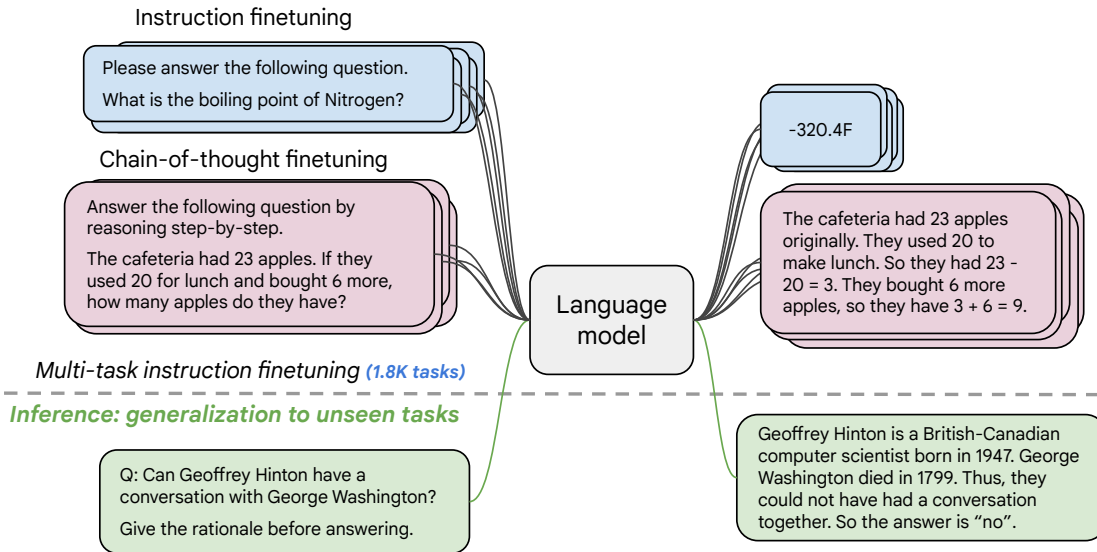 Instruction finetuning
Please answer the following question.
What is the boiling point of Nitrogen?
-320.4F
Chain-of-thought finetuning
Answer the following question by
reasoning step-by-step.
The cafeteria had 23 apples. If they
used 20 for lunch and bought 6 more,
how many apples do they have?
Language
model
The cafeteria had 23 apples
originally. They used 20 to
make lunch. So they had 23 -
20 = 3. They bought 6 more
apples, so they have 3 + 6 = 9.
Multi-task instruction finetuning (1.8K tasks)
Inference: generalization to unseen tasks
Q: Can Geoffrey Hinton have a
conversation with George Washington?
Give the rationale before answering.
Geoffrey Hinton is a British-Canadian
computer scientist born in 1947. George
Washington died in 1799. Thus, they
could not have had a conversation
together. So the answer is “no”.